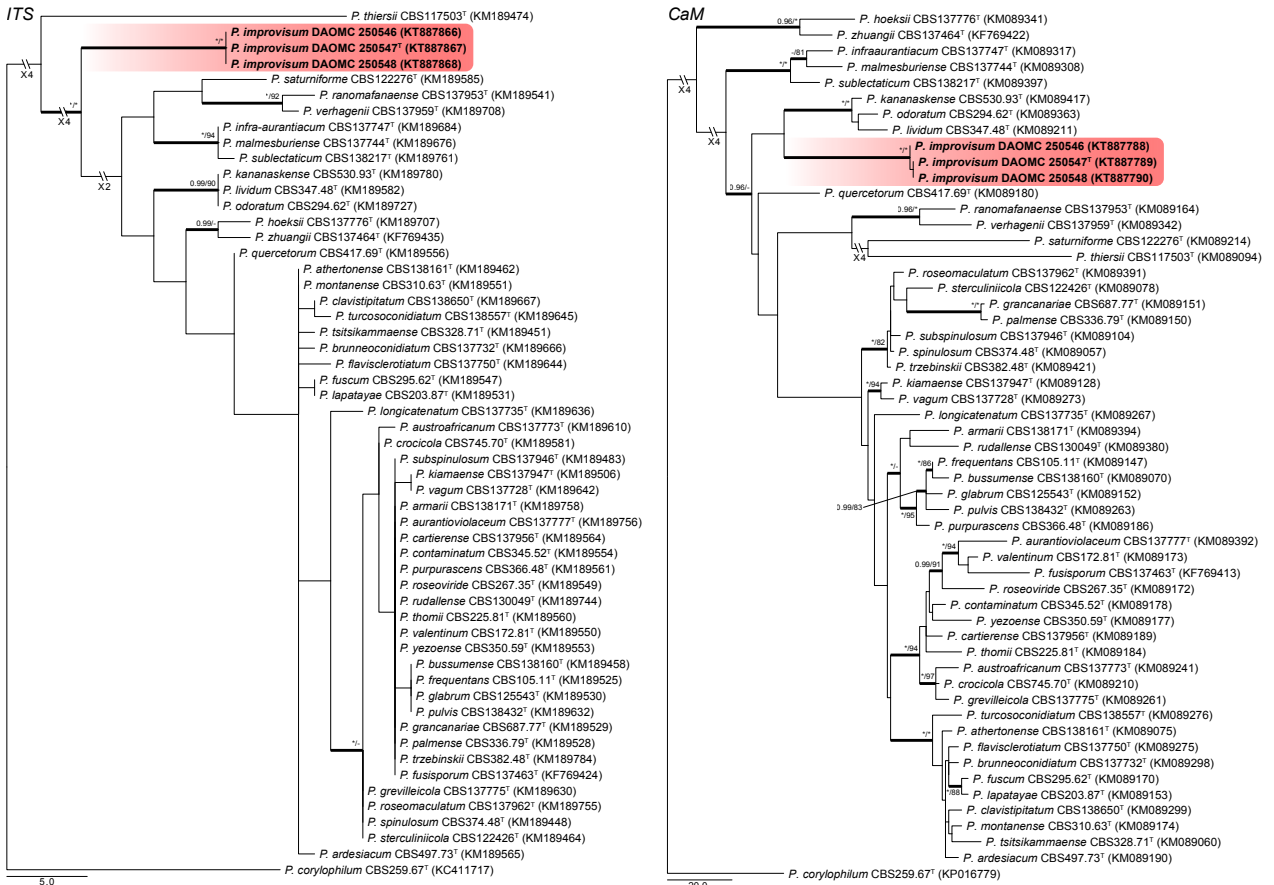 ITS
P. thiersii CBS117503ᵀ (KM189474)
P. improvisum DAOMC 250546 (KT887866)
P. improvisum DAOMC 250547ᵀ (KT887867)
P. improvisum DAOMC 250548 (KT887868)
P. saturniforme CBS122276ᵀ (KM189585)
P. ranomafanaense CBS137953ᵀ (KM189541)
P. verhagenii CBS137959ᵀ (KM189708)
P. infra-aurantiacum CBS137747ᵀ (KM189684)
P. malmesburiense CBS137744ᵀ (KM189676)
P. sublectaticum CBS138217ᵀ (KM189761)
P. kananaskense CBS530.93ᵀ (KM189780)
P. lividum CBS347.48ᵀ (KM189582)
P. odoratum CBS294.62ᵀ (KM189727)
P. hoeksii CBS137776ᵀ (KM189707)
P. zhuangii CBS137464ᵀ (KF769435)
P. quercetorum CBS417.69ᵀ (KM189556)
P. athertonense CBS138161ᵀ (KM189462)
P. montanense CBS310.63ᵀ (KM189551)
P. clavistipitatum CBS138650ᵀ (KM189667)
P. turcosoconidiatum CBS138557ᵀ (KM189645)
P. tsitsikammaense CBS328.71ᵀ (KM189451)
P. brunneoconidiatum CBS137732ᵀ (KM189666)
P. flavisclerotiatum CBS137750ᵀ (KM189644)
P. fuscum CBS295.62ᵀ (KM189547)
P. lapatayae CBS203.87ᵀ (KM189531)
P. longicatenatum CBS137735ᵀ (KM189636)
P. austroafricanum CBS137773ᵀ (KM189610)
P. crocicola CBS745.70ᵀ (KM189581)
P. subspinulosum CBS137946ᵀ (KM189483)
P. kiamaense CBS137947ᵀ (KM189506)
P. vagum CBS137728ᵀ (KM189642)
P. armarii CBS138171ᵀ (KM189758)
P. aurantioviolaceum CBS137777ᵀ (KM189756)
P. cartierense CBS137956ᵀ (KM189564)
P. contaminatum CBS345.52ᵀ (KM189554)
P. purpurascens CBS366.48ᵀ (KM189561)
P. roseoviride CBS267.35ᵀ (KM189549)
P. rudallense CBS130049ᵀ (KM189744)
P. thomii CBS225.81ᵀ (KM189560)
P. valentinum CBS172.81ᵀ (KM189550)
P. yezoense CBS350.59ᵀ (KM189553)
P. bussumense CBS138160ᵀ (KM189458)
P. frequentans CBS105.11ᵀ (KM189525)
P. glabrum CBS125543ᵀ (KM189530)
P. pulvis CBS138432ᵀ (KM189632)
P. grancanariae CBS687.77ᵀ (KM189529)
P. palmense CBS336.79ᵀ (KM189528)
P. trzebinskii CBS382.48ᵀ (KM189784)
P. fusisporum CBS137463ᵀ (KF769424)
P. grevilleicola CBS137775ᵀ (KM189630)
P. roseomaculatum CBS137962ᵀ (KM189755)
P. spinulosum CBS374.48ᵀ (KM189448)
P. sterculiniicola CBS122426ᵀ (KM189464)
P. ardesiacum CBS497.73ᵀ (KM189565)
P. corylophilum CBS259.67ᵀ (KC411717)
X4
*/*
*/*
X4
*/92
*/94
X2
0.99/90
0.99/-
*/-
5.0
CaM
P. hoeksii CBS137776ᵀ (KM089341)
P. zhuangii CBS137464ᵀ (KF769422)
P. infraaurantiacum CBS137747ᵀ (KM089317)
P. malmesburiense CBS137744ᵀ (KM089308)
P. sublectaticum CBS138217ᵀ (KM089397)
P. kananaskense CBS530.93ᵀ (KM089417)
P. odoratum CBS294.62ᵀ (KM089363)
P. lividum CBS347.48ᵀ (KM089211)
P. improvisum DAOMC 250546 (KT887788)
P. improvisum DAOMC 250547ᵀ (KT887789)
P. improvisum DAOMC 250548 (KT887790)
P. quercetorum CBS417.69ᵀ (KM089180)
P. ranomafanaense CBS137953ᵀ (KM089164)
P. verhagenii CBS137959ᵀ (KM089342)
P. saturniforme CBS122276ᵀ (KM089214)
P. thiersii CBS117503ᵀ (KM089094)
P. roseomaculatum CBS137962ᵀ (KM089391)
P. sterculiniicola CBS122426ᵀ (KM089078)
P. grancanariae CBS687.77ᵀ (KM089151)
P. palmense CBS336.79ᵀ (KM089150)
P. subspinulosum CBS137946ᵀ (KM089104)
P. spinulosum CBS374.48ᵀ (KM089057)
P. trzebinskii CBS382.48ᵀ (KM089421)
P. kiamaense CBS137947ᵀ (KM089128)
P. vagum CBS137728ᵀ (KM089273)
P. longicatenatum CBS137735ᵀ (KM089267)
P. armarii CBS138171ᵀ (KM089394)
P. rudallense CBS130049ᵀ (KM089380)
P. frequentans CBS105.11ᵀ (KM089147)
P. bussumense CBS138160ᵀ (KM089070)
P. glabrum CBS125543ᵀ (KM089152)
P. pulvis CBS138432ᵀ (KM089263)
P. purpurascens CBS366.48ᵀ (KM089186)
P. aurantioviolaceum CBS137777ᵀ (KM089392)
P. valentinum CBS172.81ᵀ (KM089173)
P. fusisporum CBS137463ᵀ (KF769413)
P. roseoviride CBS267.35ᵀ (KM089172)
P. contaminatum CBS345.52ᵀ (KM089178)
P. yezoense CBS350.59ᵀ (KM089177)
P. cartierense CBS137956ᵀ (KM089189)
P. thomii CBS225.81ᵀ (KM089184)
P. austroafricanum CBS137773ᵀ (KM089241)
P. crocicola CBS745.70ᵀ (KM089210)
P. grevilleicola CBS137775ᵀ (KM089261)
P. turcosoconidiatum CBS138557ᵀ (KM089276)
P. athertonense CBS138161ᵀ (KM089075)
P. flavisclerotiatum CBS137750ᵀ (KM089275)
P. brunneoconidiatum CBS137732ᵀ (KM089298)
P. fuscum CBS295.62ᵀ (KM089170)
P. lapatayae CBS203.87ᵀ (KM089153)
P. clavistipitatum CBS138650ᵀ (KM089299)
P. montanense CBS310.63ᵀ (KM089174)
P. tsitsikammaense CBS328.71ᵀ (KM089060)
P. ardesiacum CBS497.73ᵀ (KM089190)
P. corylophilum CBS259.67ᵀ (KP016779)
0.96/*
-/81
X4
*/*
*/*
X4
*/*
0.96/-
0.96/*
X4
*/*
*/82
*/94
*/-
*/86
0.99/83
*/95
*/94
0.99/91
*/94
*/97
*/*
*/88
20.0